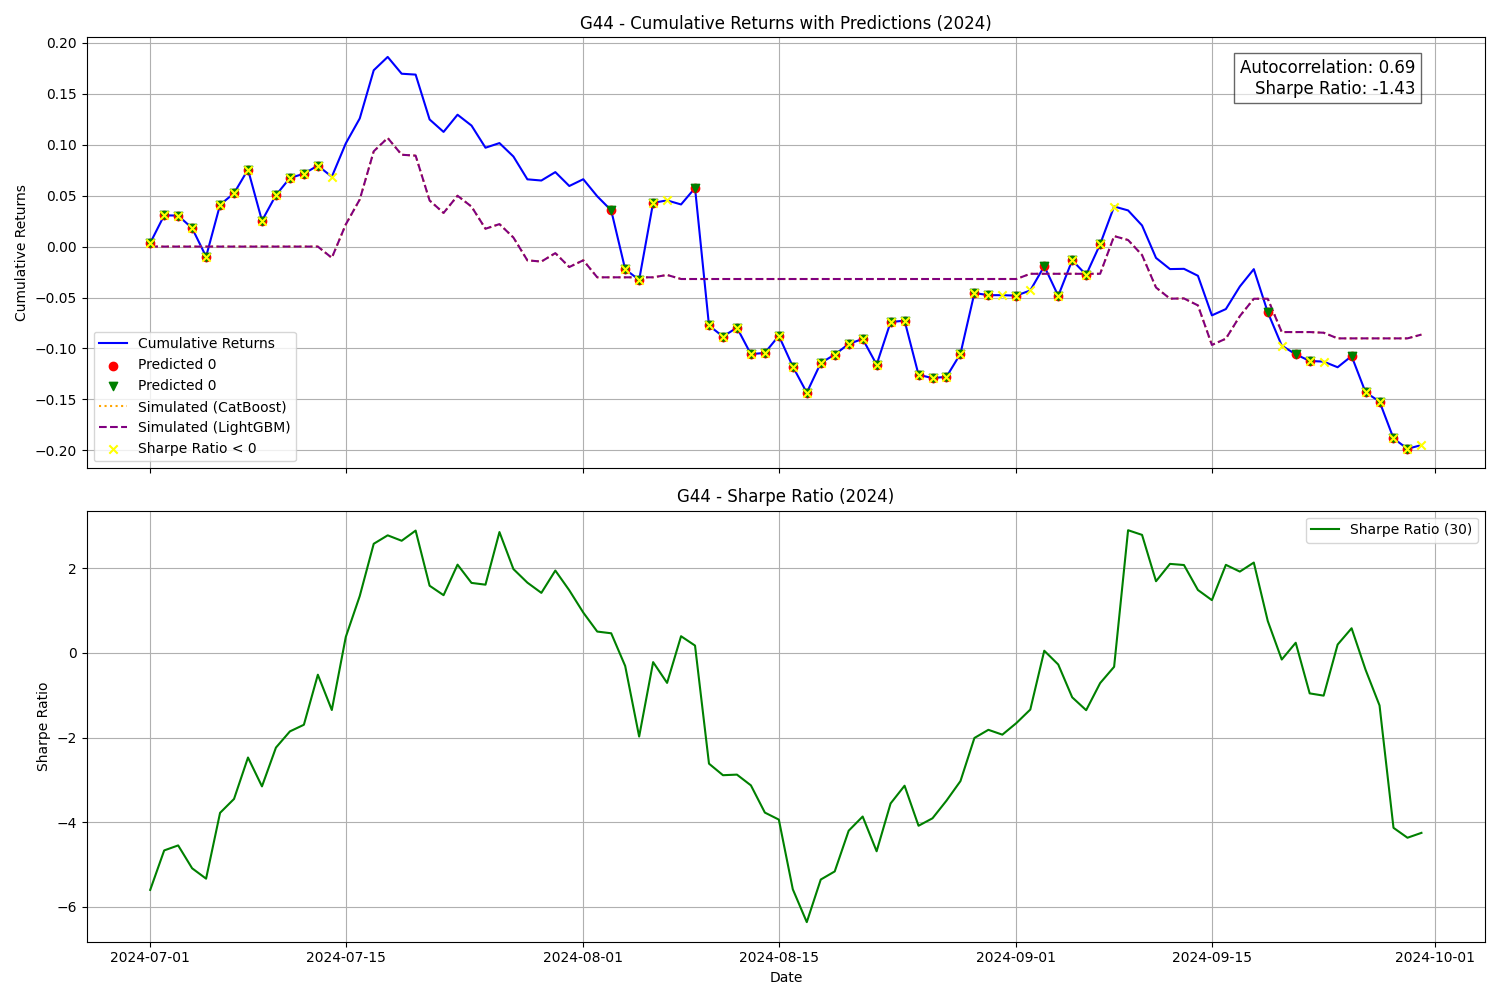 G44 - Cumulative Returns with Predictions (2024)
Cumulative Returns
0.20
0.15
0.10
0.05
0.00
−0.05
−0.10
−0.15
−0.20
Autocorrelation: 0.69
Sharpe Ratio: -1.43
Cumulative Returns
Predicted 0
Predicted 0
Simulated (CatBoost)
Simulated (LightGBM)
Sharpe Ratio < 0
G44 - Sharpe Ratio (2024)
Sharpe Ratio
2
0
−2
−4
−6
Sharpe Ratio (30)
2024-07-01
2024-07-15
2024-08-01
2024-08-15
2024-09-01
2024-09-15
2024-10-01
Date